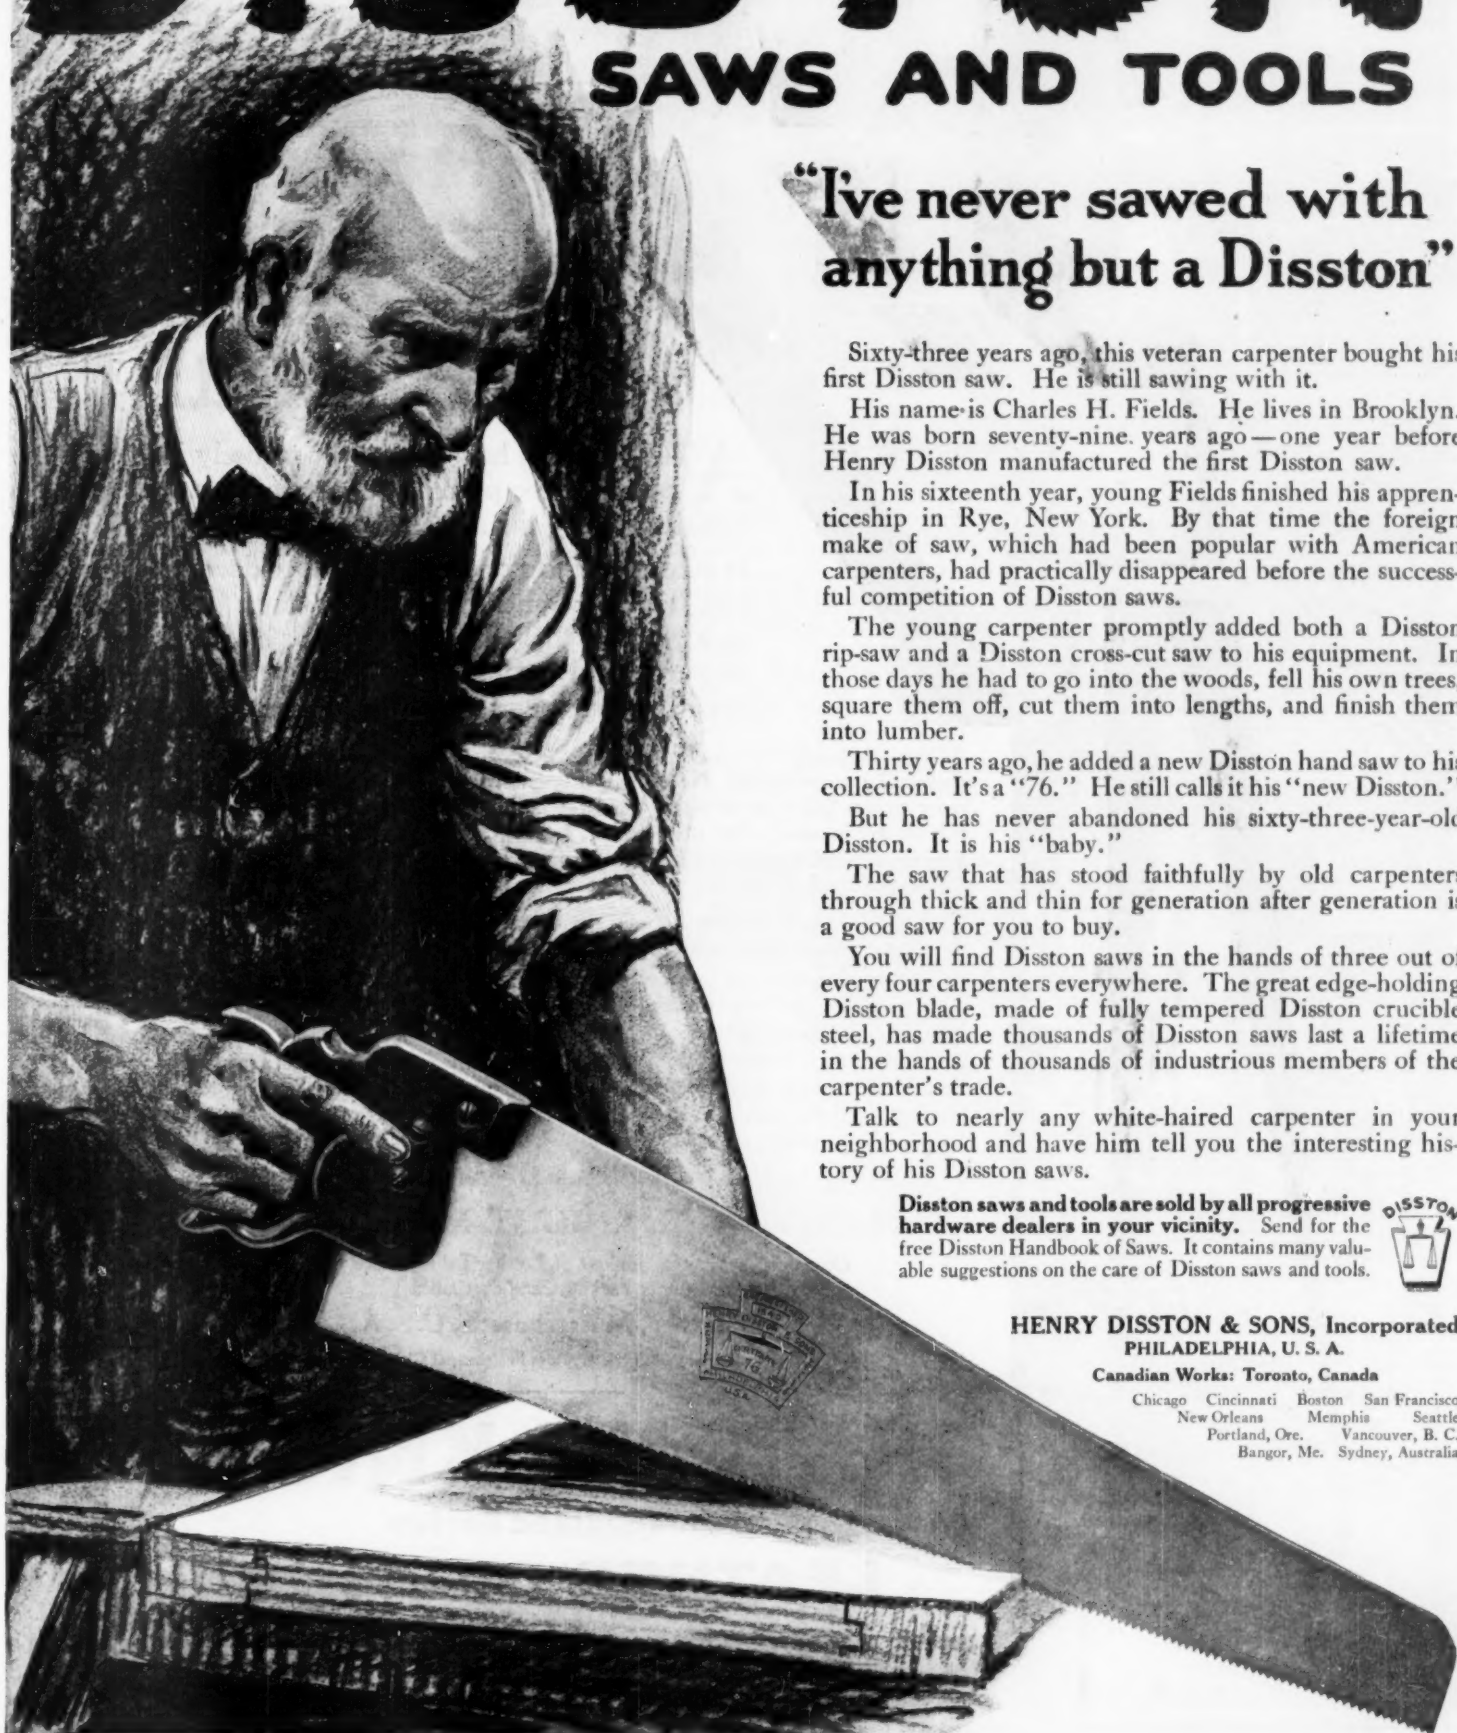 DISSTON
SAWS AND TOOLS
“I've never sawed with
anything but a Disston”
Sixty-three years ago, this veteran carpenter bought his
first Disston saw. He is still sawing with it.
His name is Charles H. Fields. He lives in Brooklyn.
He was born seventy-nine. years ago—one year before
Henry Disston manufactured the first Disston saw.
In his sixteenth year, young Fields finished his appren-
ticeship in Rye, New York. By that time the foreign
make of saw, which had been popular with American
carpenters, had practically disappeared before the success-
ful competition of Disston saws.
The young carpenter promptly added both a Disston
rip-saw and a Disston cross-cut saw to his equipment. In
those days he had to go into the woods, fell his own trees,
square them off, cut them into lengths, and finish them
into lumber.
Thirty years ago, he added a new Disston hand saw to his
collection. It's a “76.” He still calls it his “new Disston.”
But he has never abandoned his sixty-three-year-old
Disston. It is his “baby.”
The saw that has stood faithfully by old carpenters
through thick and thin for generation after generation is
a good saw for you to buy.
You will find Disston saws in the hands of three out of
every four carpenters everywhere. The great edge-holding
Disston blade, made of fully tempered Disston crucible
steel, has made thousands of Disston saws last a lifetime
in the hands of thousands of industrious members of the
carpenter's trade.
Talk to nearly any white-haired carpenter in your
neighborhood and have him tell you the interesting his-
tory of his Disston saws.
Disston saws and tools are sold by all progressive
hardware dealers in your vicinity. Send for the
free Disston Handbook of Saws. It contains many valu-
able suggestions on the care of Disston saws and tools.
DISSTON
HENRY DISSTON & SONS, Incorporated
PHILADELPHIA, U. S. A.
Canadian Works: Toronto, Canada
Chicago Cincinnati Boston San Francisco
New Orleans Memphis Seattle
Portland, Ore. Vancouver, B. C.
Bangor, Me. Sydney, Australia
76
U.S.A.